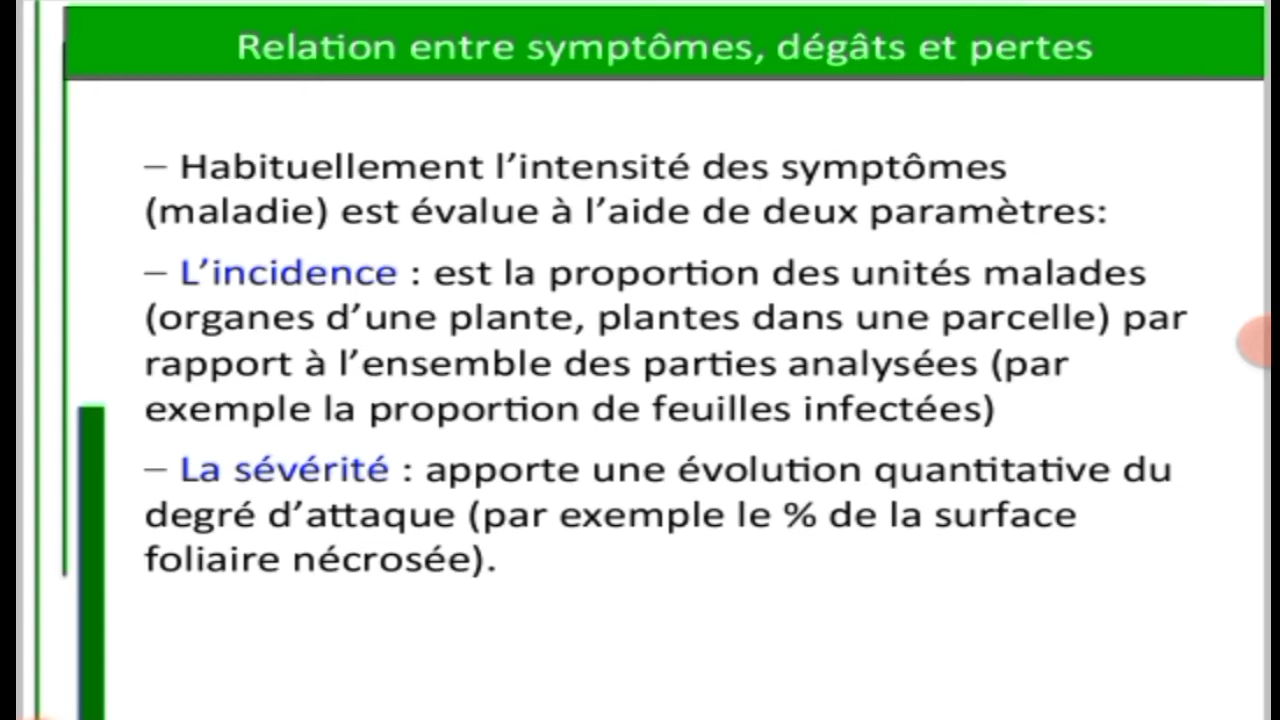 Relation entre symptômes, dégâts et pertes
– Habituellement l’intensité des symptômes
(maladie) est évalue à l’aide de deux paramètres:
– L’incidence : est la proportion des unités malades
(organes d’une plante, plantes dans une parcelle) par
rapport à l’ensemble des parties analysées (par
exemple la proportion de feuilles infectées)
– La sévérité : apporte une évolution quantitative du
degré d’attaque (par exemple le % de la surface
foliaire nécrosée).